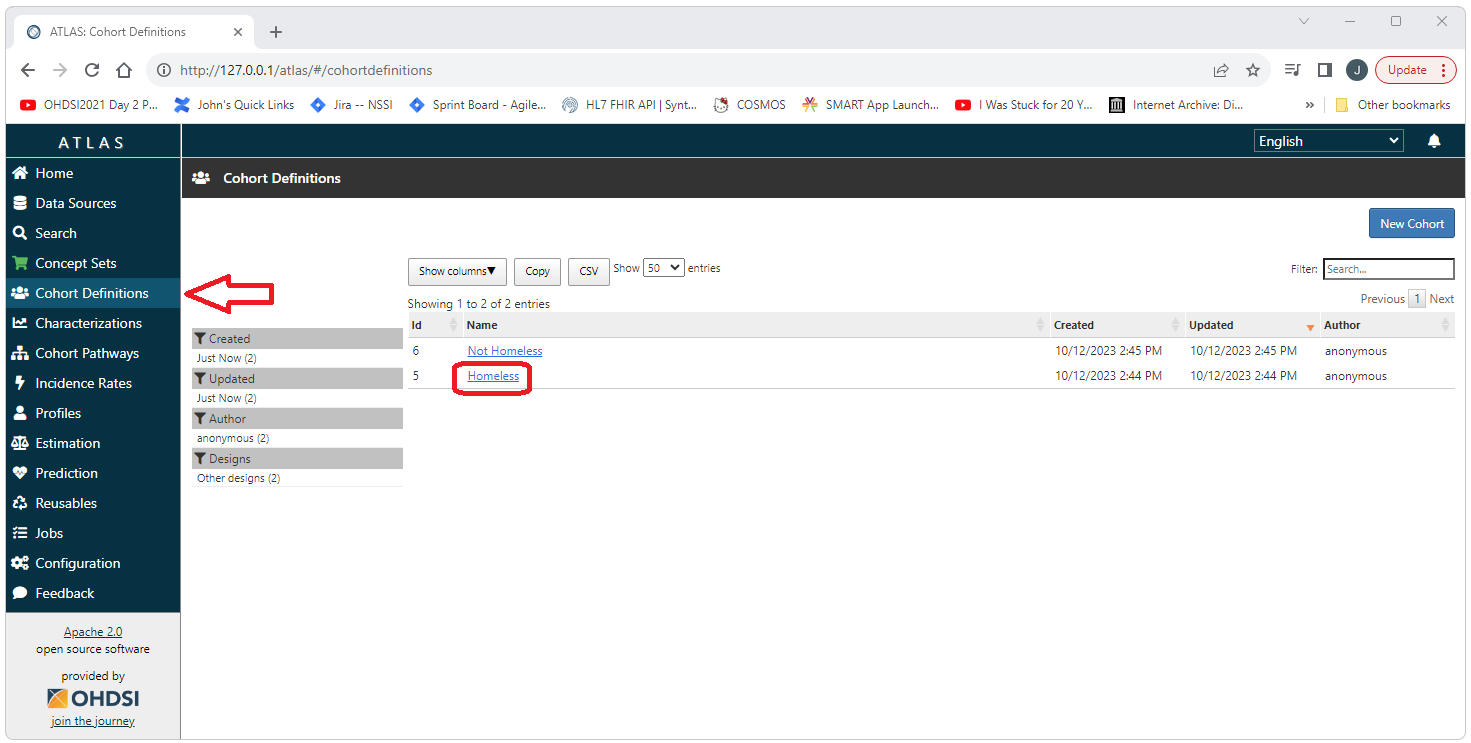 ATLAS: Cohort Definitions
http://127.0.0.1/atlas/#/cohortdefinitions
J
Update
OHDSI2021 Day 2 P...
John's Quick Links
Jira -- NSSI
Sprint Board - Agile...
HL7 FHIR API | Synt...
COSMOS
SMART App Launch...
I Was Stuck for 20 Y...
Internet Archive: Di...
»
Other bookmarks
ATLAS
English
Home
Data Sources
Search
Concept Sets
Cohort Definitions
Characterizations
Cohort Pathways
Incidence Rates
Profiles
Estimation
Prediction
Reusables
Jobs
Configuration
Feedback
Apache 2.0
open source software
provided by
OHDSI
join the journey
Cohort Definitions
New Cohort
Show columns▼ Copy CSV Show 50 entries
Filter: Search...
Showing 1 to 2 of 2 entries
Previous 1 Next
Created
Just Now (2)
Updated
Just Now (2)
Author
anonymous (2)
Designs
Other designs (2)
Id Name Created Updated Author
6 Not Homeless 10/12/2023 2:45 PM 10/12/2023 2:45 PM anonymous
5 Homeless 10/12/2023 2:44 PM 10/12/2023 2:44 PM anonymous